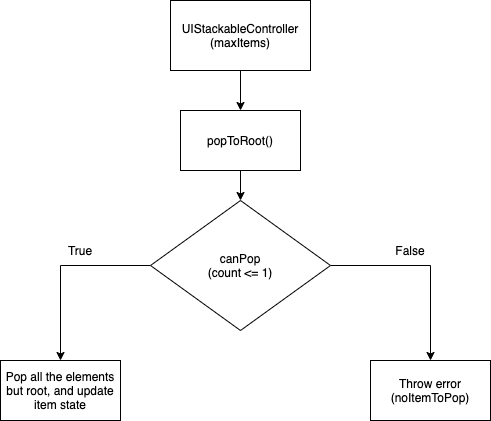 UIStackableController
(maxItems)
popToRoot()
canPop
(count <= 1)
True
False
Pop all the elements
but root, and update
item state
Throw error
(noItemToPop)